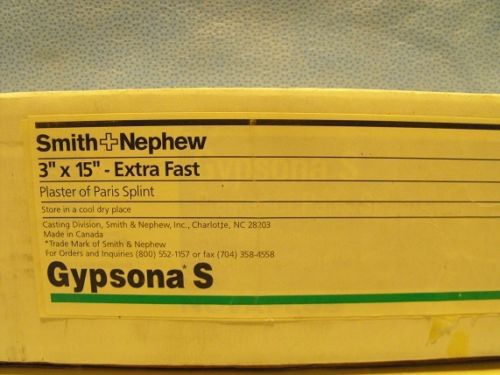 Smith+Nephew
3" x 15" - Extra Fast
Plaster of Paris Splint
Store in a cool dry place
Casting Division, Smith & Nephew, Inc., Charlotte, NC 28203
Made in Canada
*Trade Mark of Smith & Nephew
For Orders and Inquiries (800) 552-1157 or fax (704) 358-4558
Gypsona* S